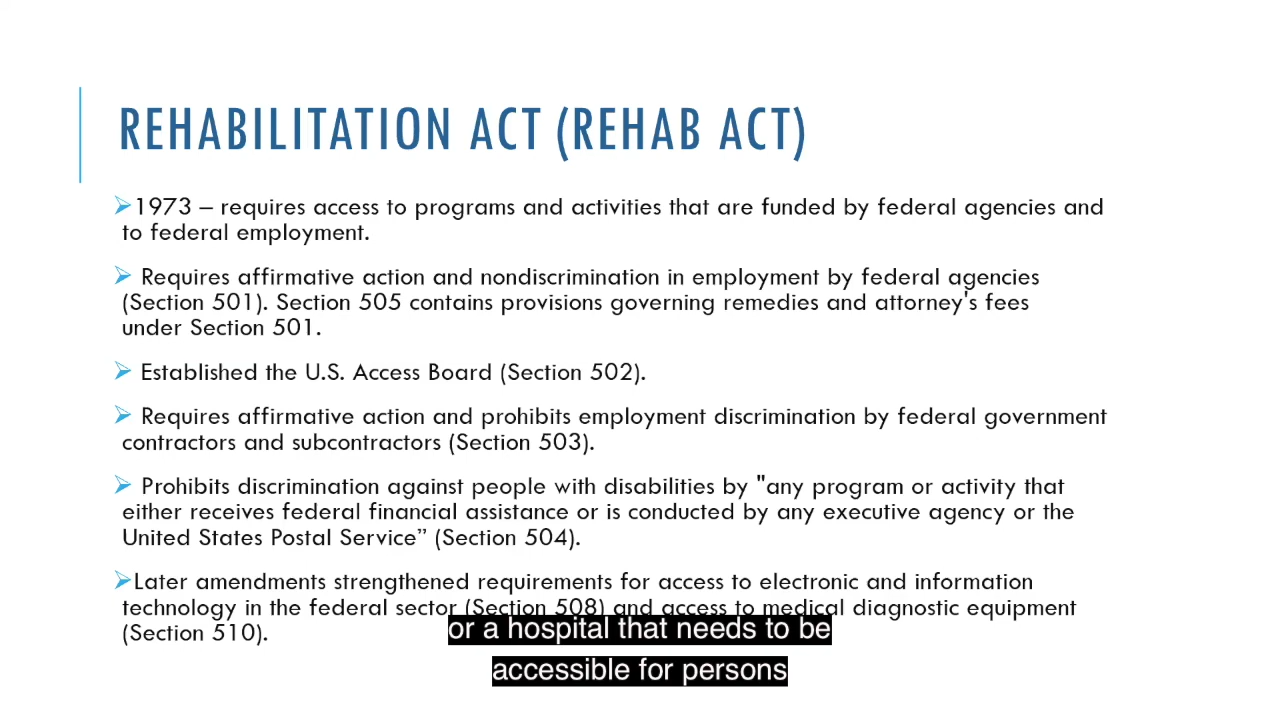 REHABILITATION ACT (REHAB ACT)
1973 – requires access to programs and activities that are funded by federal agencies and
to federal employment.
Requires affirmative action and nondiscrimination in employment by federal agencies
(Section 501). Section 505 contains provisions governing remedies and attorney's fees
under Section 501.
Established the U.S. Access Board (Section 502).
Requires affirmative action and prohibits employment discrimination by federal government
contractors and subcontractors (Section 503).
Prohibits discrimination against people with disabilities by "any program or activity that
either receives federal financial assistance or is conducted by any executive agency or the
United States Postal Service” (Section 504).
Later amendments strengthened requirements for access to electronic and information
technology in the federal sector (Section 508) and access to medical diagnostic equipment
(Section 510).
or a hospital that needs to be
accessible for persons